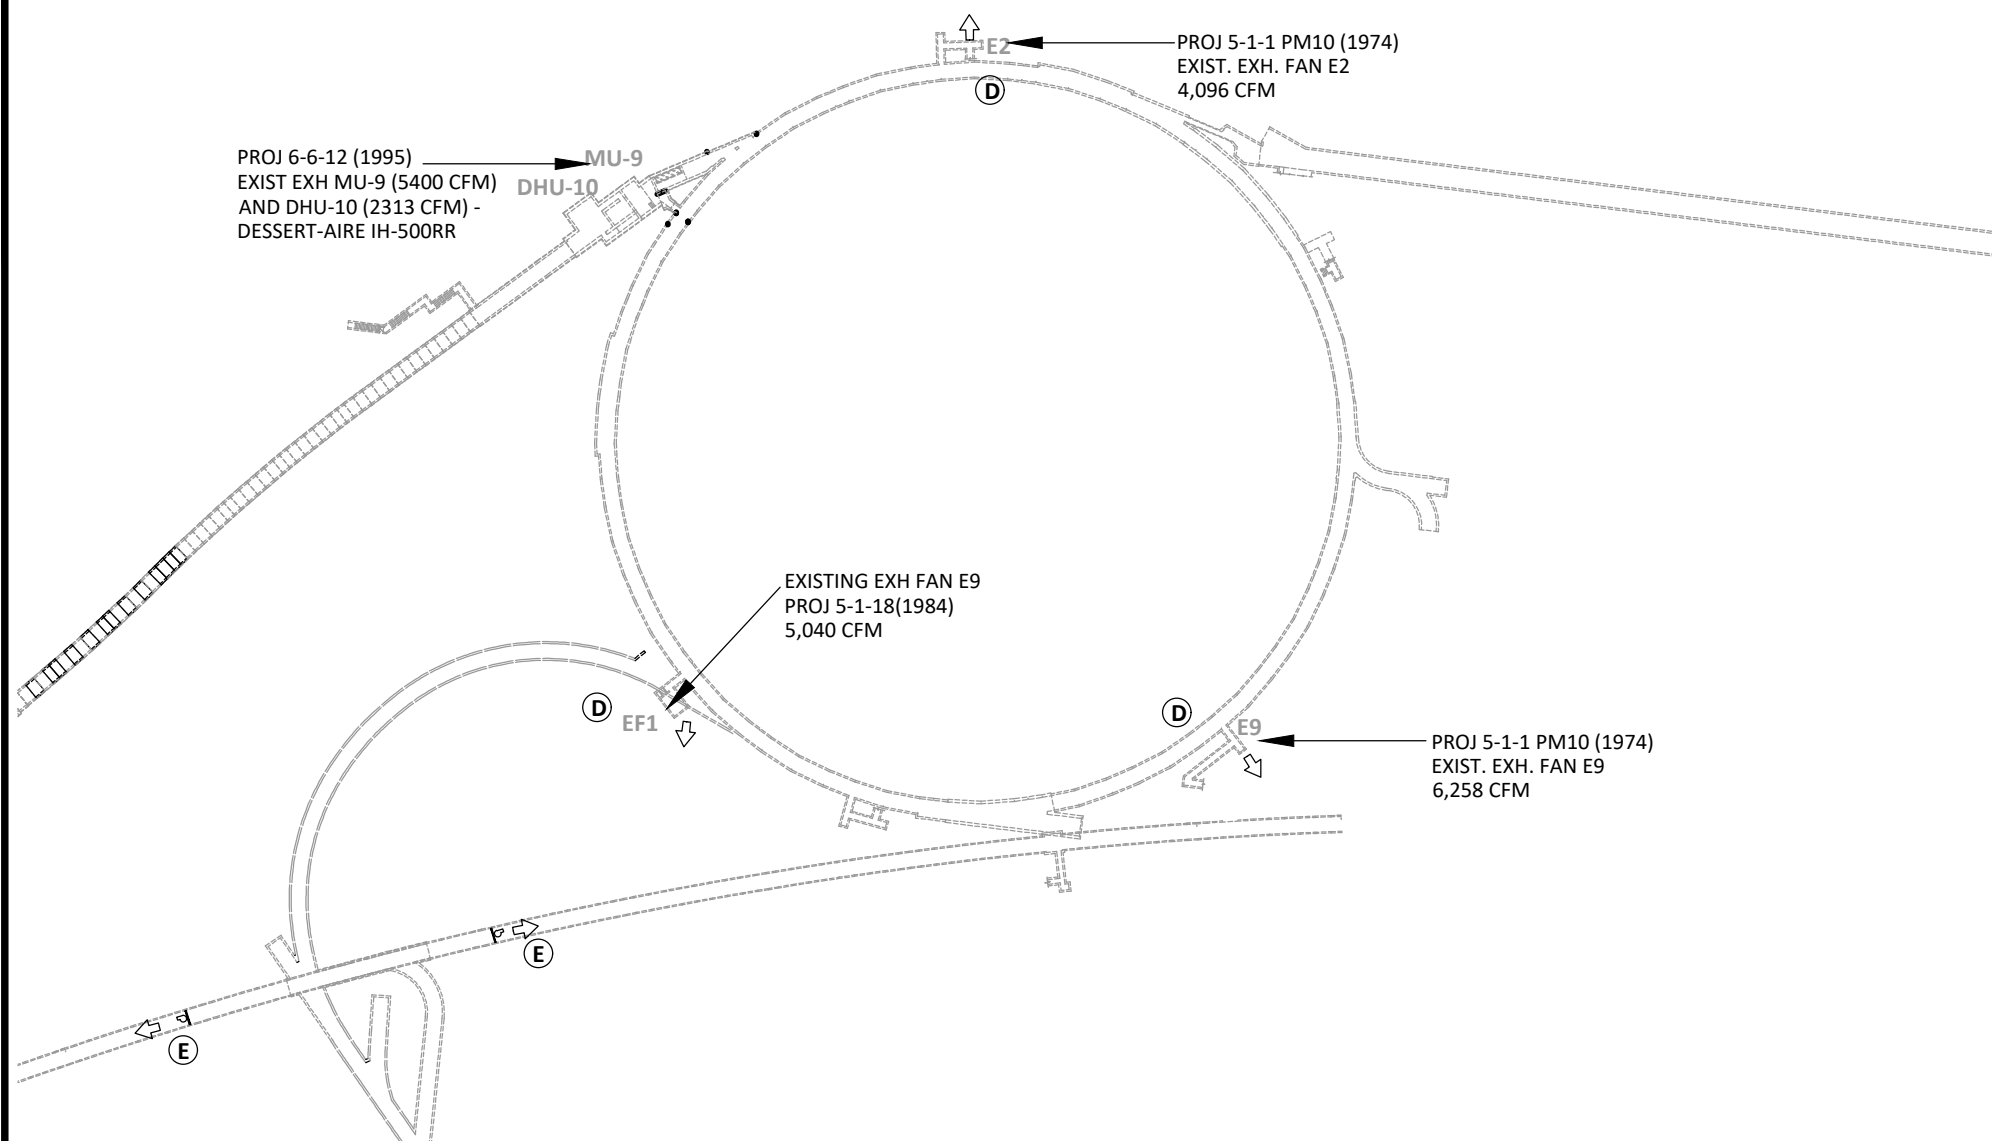 E2
PROJ 5-1-1 PM10 (1974)
EXIST. EXH. FAN E2
4,096 CFM
D
PROJ 6-6-12 (1995)
EXIST EXH MU-9 (5400 CFM)
AND DHU-10 (2313 CFM) -
DESSERT-AIRE IH-500RR
MU-9
DHU-10
EXISTING EXH FAN E9
PROJ 5-1-18(1984)
5,040 CFM
D
EF1
D
E9
PROJ 5-1-1 PM10 (1974)
EXIST. EXH. FAN E9
6,258 CFM
E
E